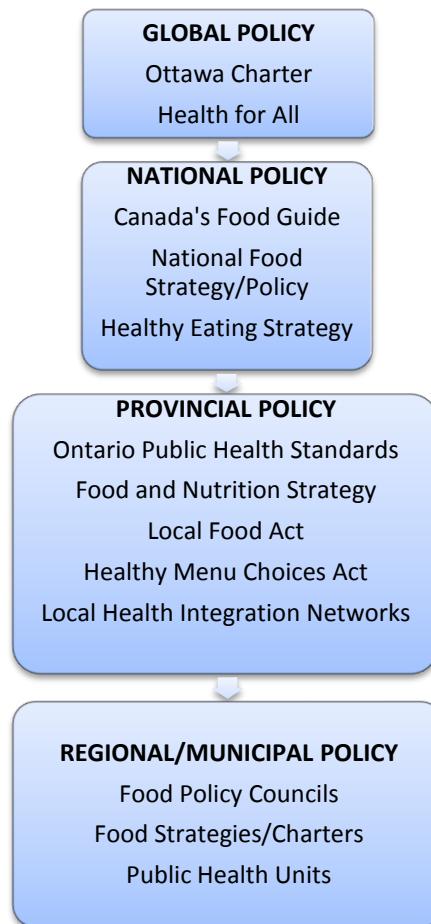 GLOBAL POLICY
Ottawa Charter
Health for All
NATIONAL POLICY
Canada's Food Guide
National Food
Strategy/Policy
Healthy Eating Strategy
PROVINCIAL POLICY
Ontario Public Health Standards
Food and Nutrition Strategy
Local Food Act
Healthy Menu Choices Act
Local Health Integration Networks
REGIONAL/MUNICIPAL POLICY
Food Policy Councils
Food Strategies/Charters
Public Health Units